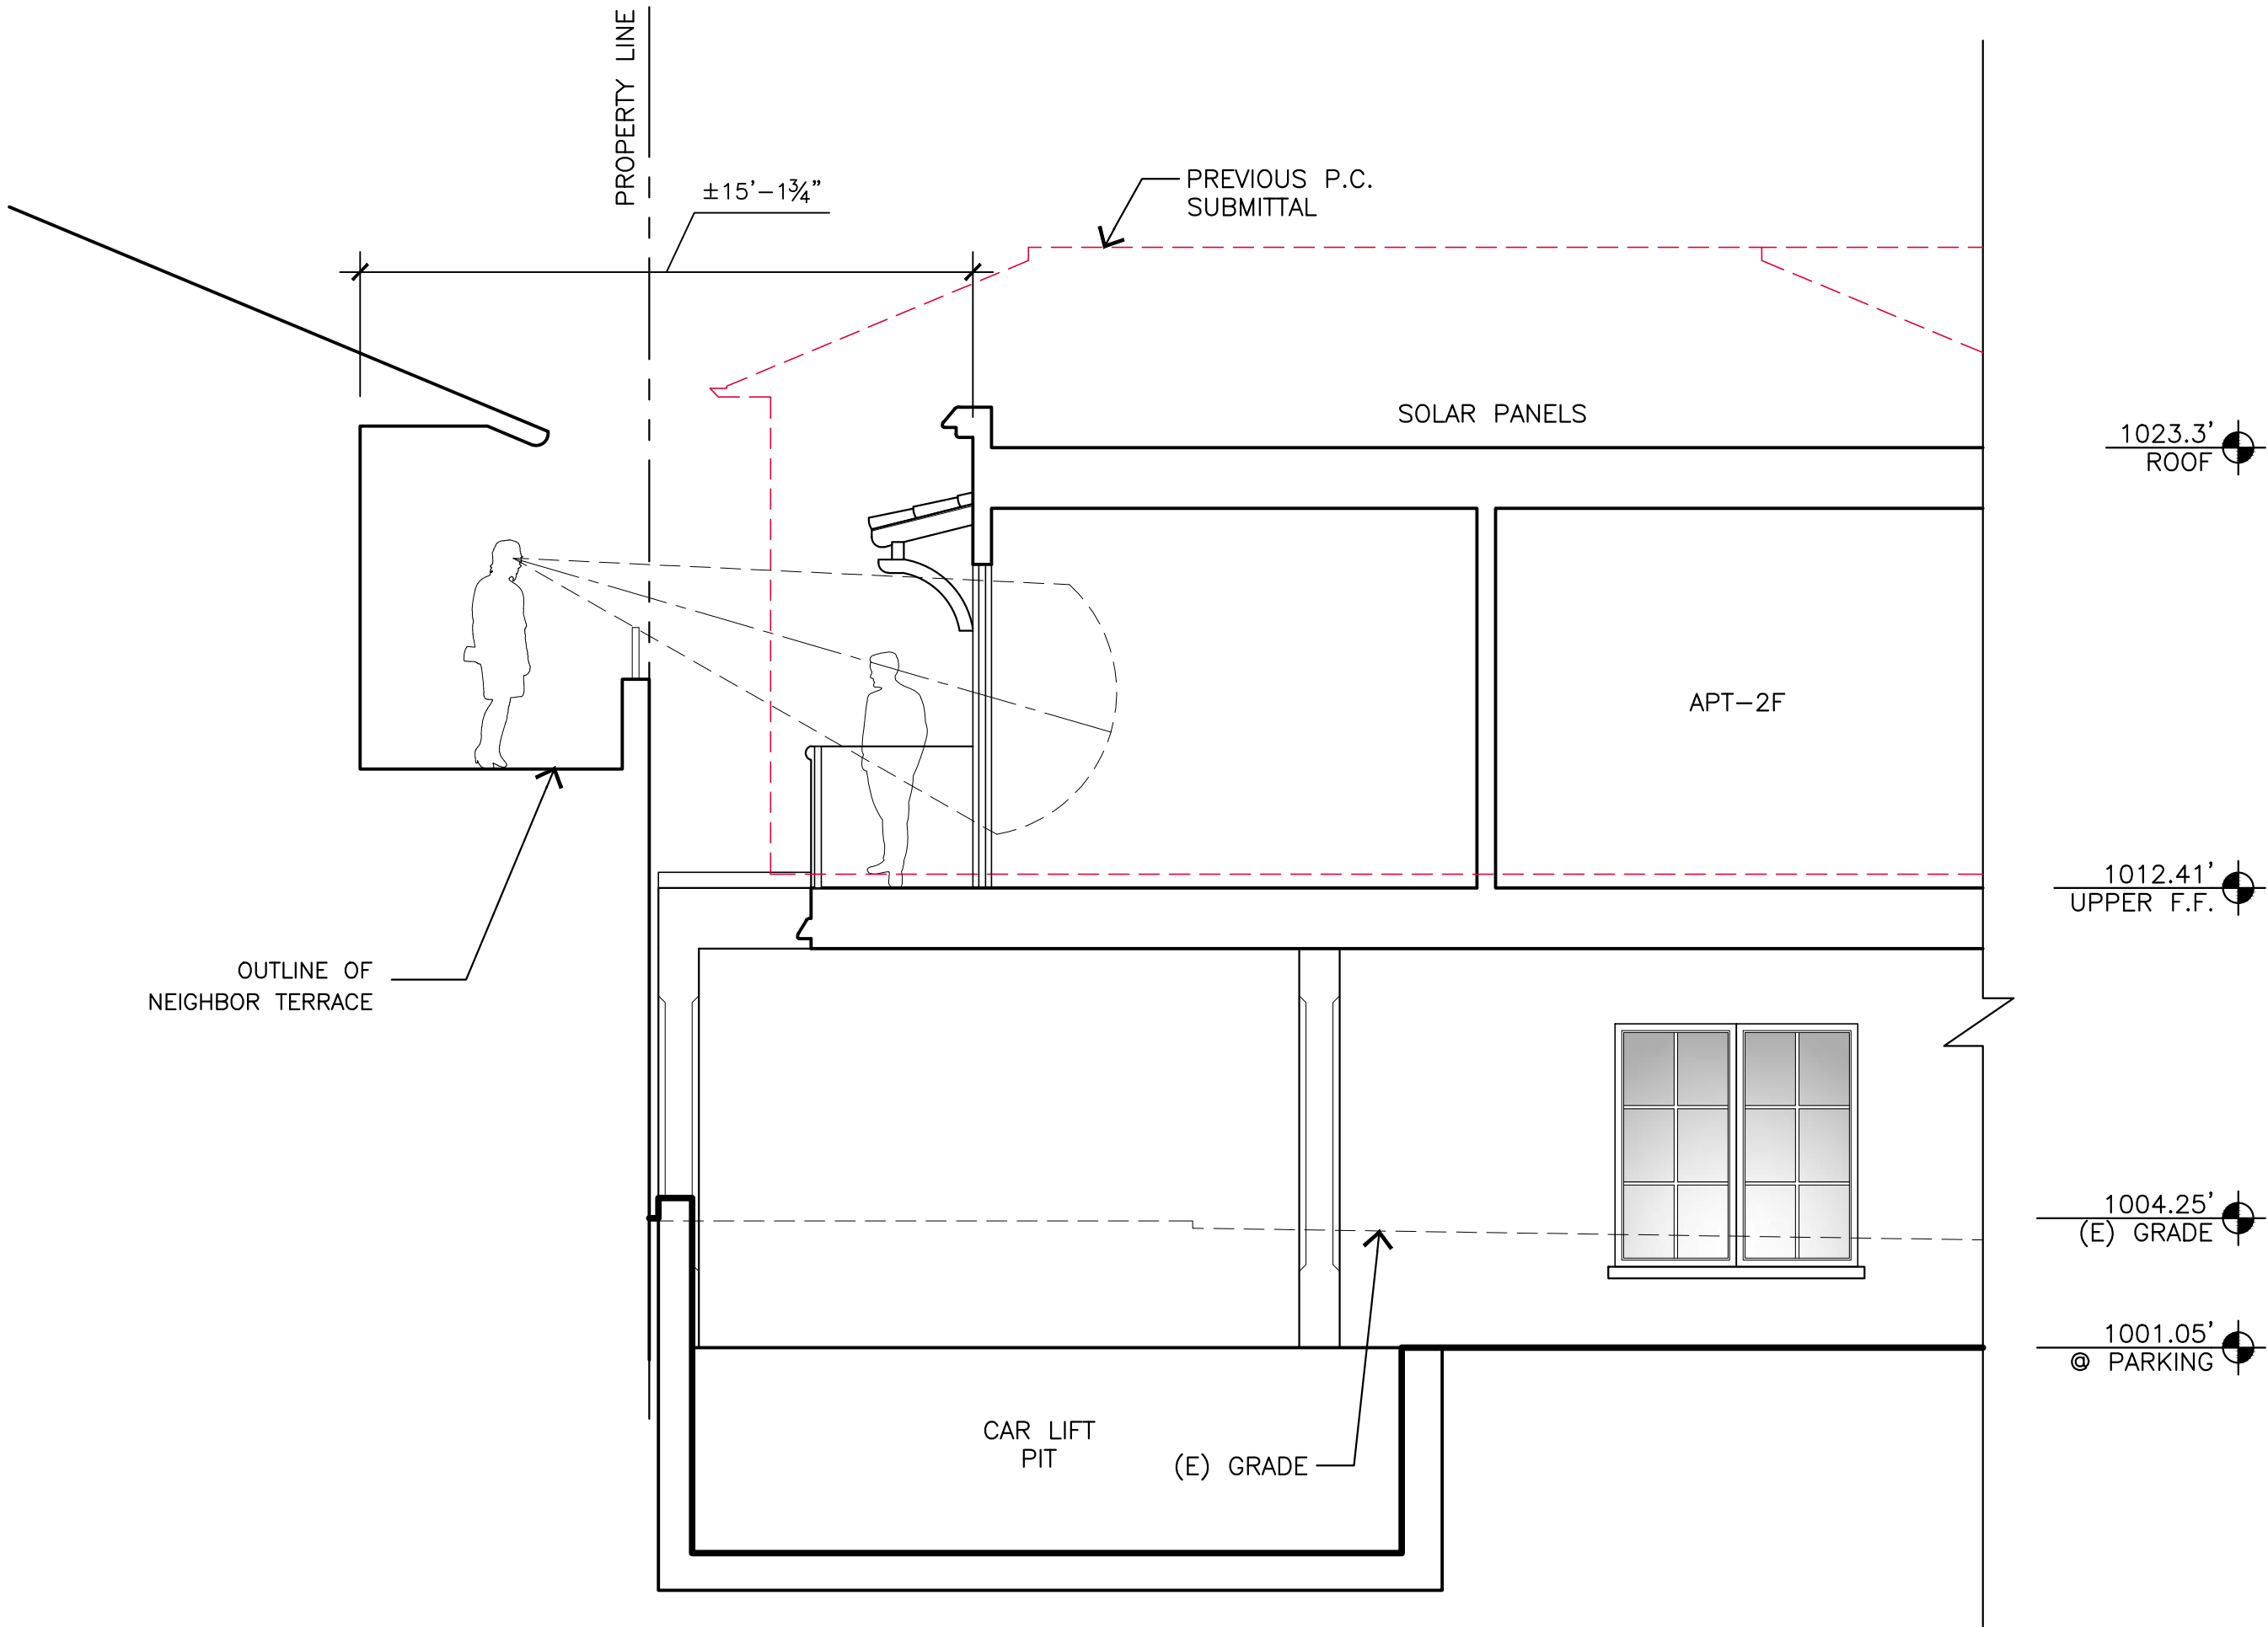 PROPERTY LINE
±15'-1¾"
PREVIOUS P.C.
SUBMITTAL
SOLAR PANELS
1023.3'
ROOF
APT-2F
1012.41'
UPPER F.F.
OUTLINE OF
NEIGHBOR TERRACE
1004.25'
(E) GRADE
1001.05'
@ PARKING
CAR LIFT
PIT
(E) GRADE